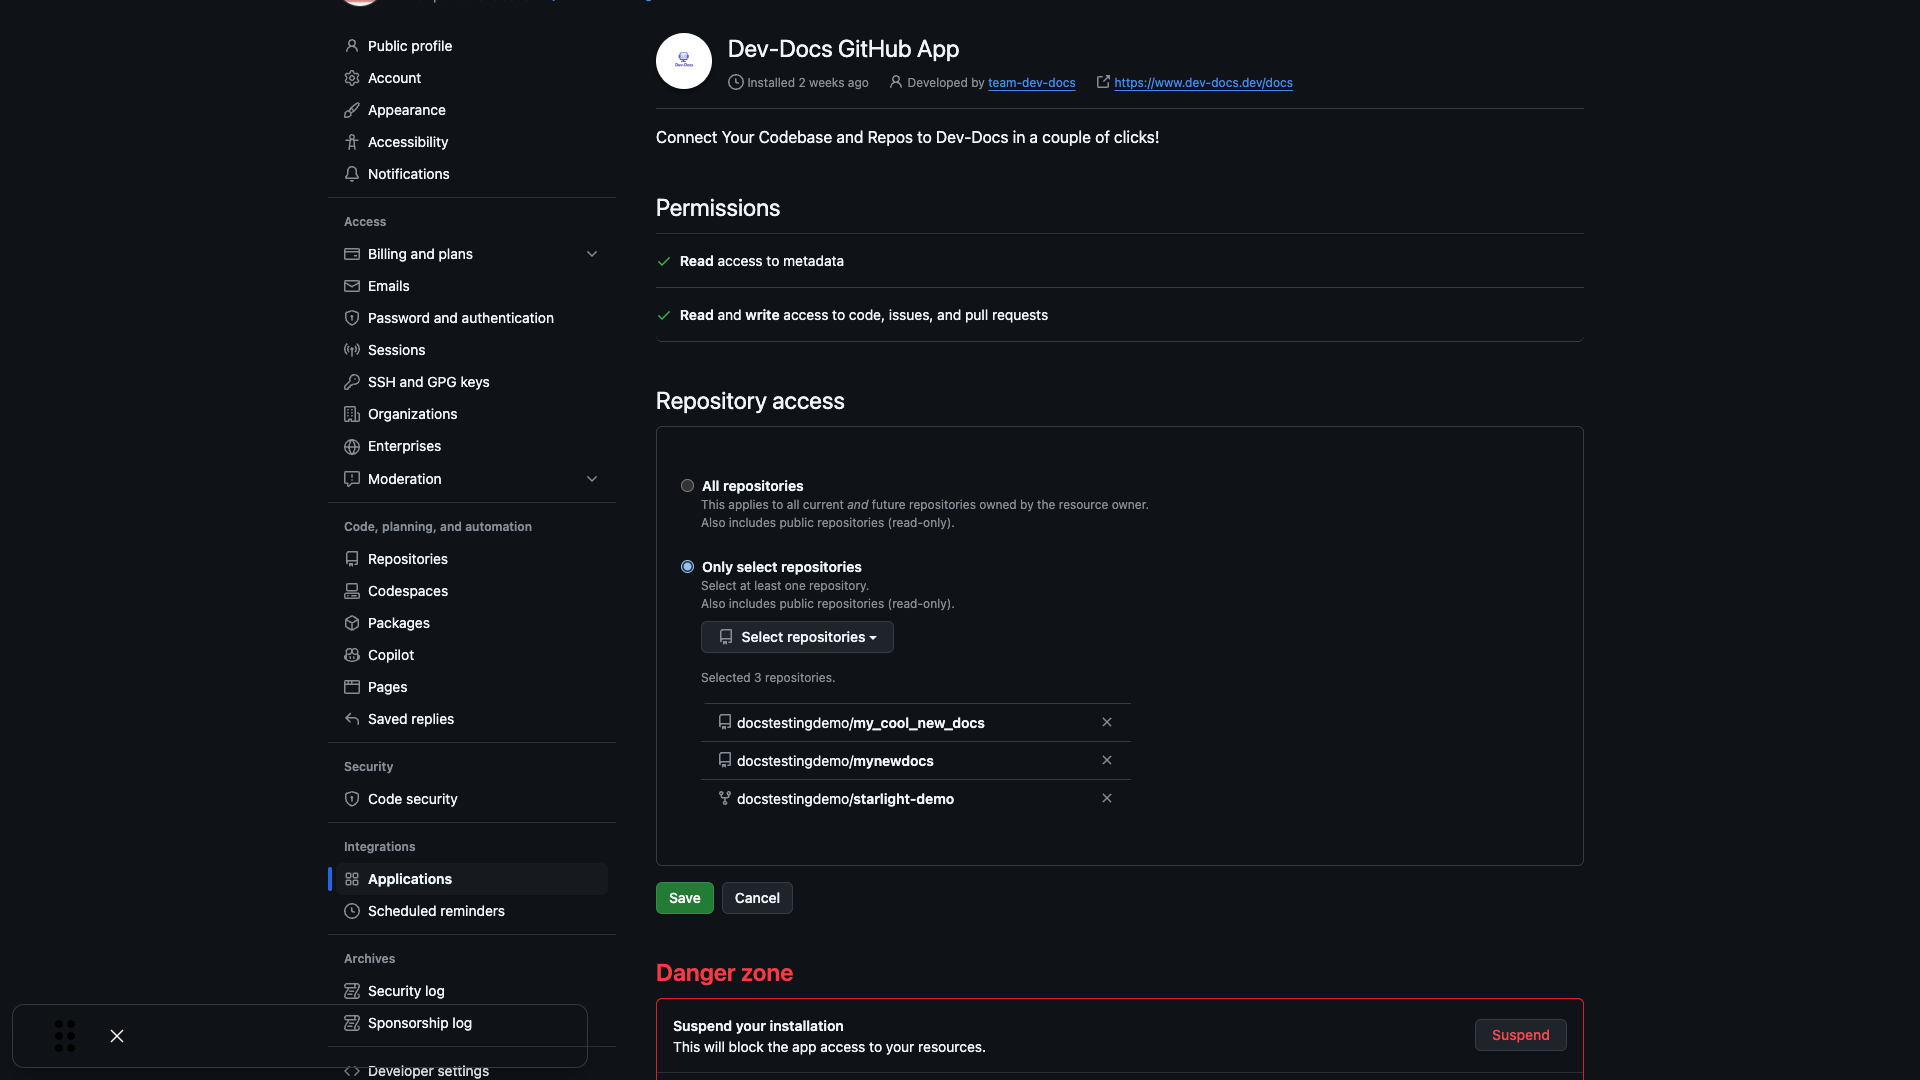 Public profile
Account
Appearance
Accessibility
Notifications
Access
Billing and plans
Emails
Password and authentication
Sessions
SSH and GPG keys
Organizations
Enterprises
Moderation
Code, planning, and automation
Repositories
Codespaces
Packages
Copilot
Pages
Saved replies
Security
Code security
Integrations
Applications
Scheduled reminders
Archives
Security log
Sponsorship log
Developer settings
Dev-Docs
Dev-Docs GitHub App
Installed 2 weeks ago Developed by team-dev-docs https://www.dev-docs.dev/docs
Connect Your Codebase and Repos to Dev-Docs in a couple of clicks!
Permissions
Read access to metadata
Read and write access to code, issues, and pull requests
Repository access
All repositories
This applies to all current and future repositories owned by the resource owner.
Also includes public repositories (read-only).
Only select repositories
Select at least one repository.
Also includes public repositories (read-only).
Select repositories
Selected 3 repositories.
docstestingdemo/my_cool_new_docs
docstestingdemo/mynewdocs
docstestingdemo/starlight-demo
Save Cancel
Danger zone
Suspend your installation
This will block the app access to your resources.
Suspend